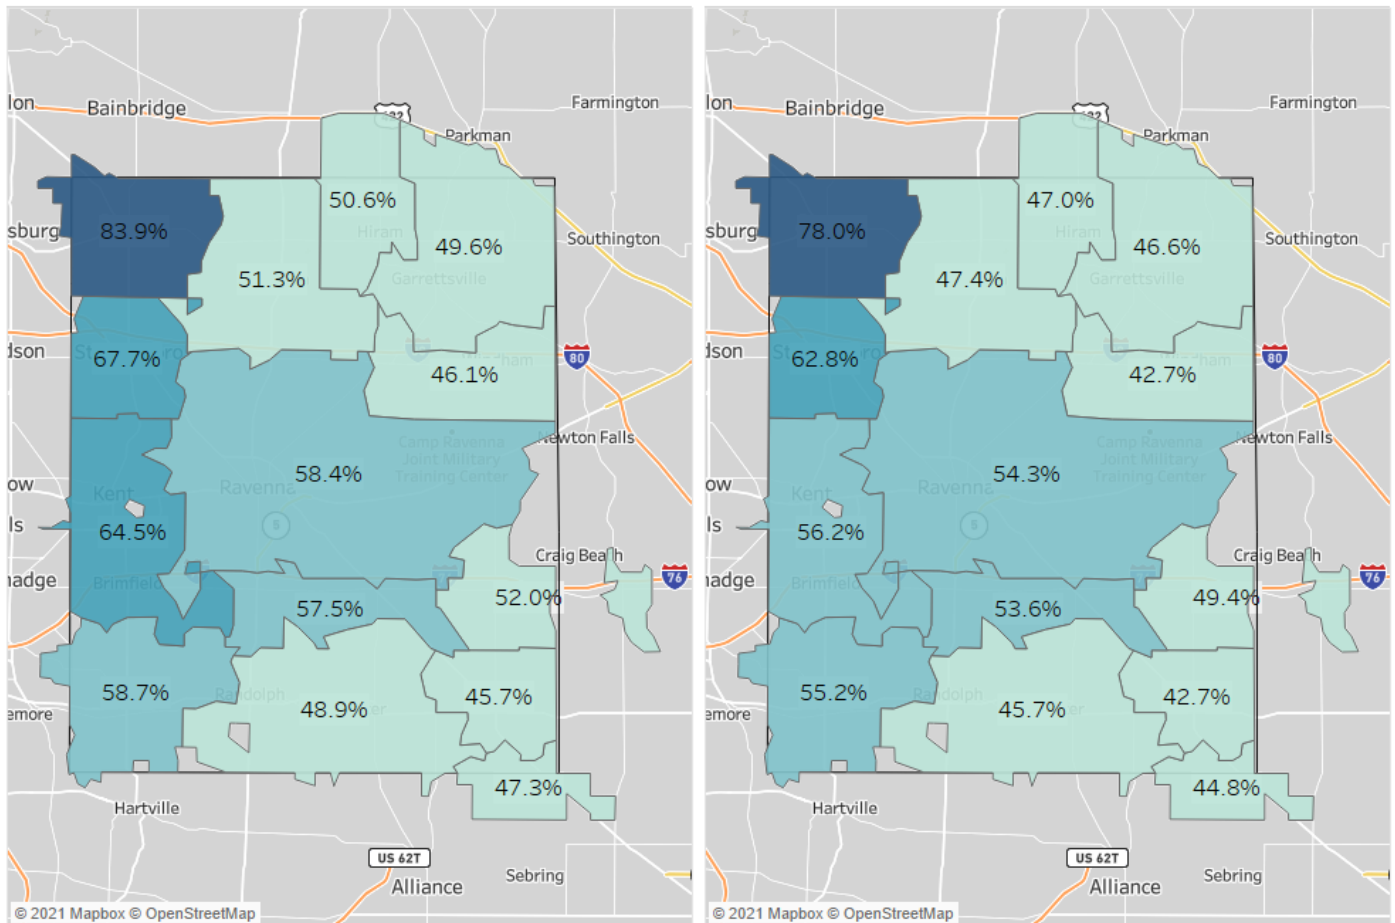 lon
Bainbridge
422
Farmington
Parkman
50.6%
83.9%
sburg
Hiram
49.6%
Southington
51.3%
Garrettsville
dson
67.7%
80
46.1%
Camp Ravenna
Joint Military
Training Center
Newton Falls
58.4%
ow
Kent
Ravenna
ls
64.5%
5
Craig Beach
76
nadge
Brimfield
52.0%
57.5%
58.7%
Randolph
48.9%
45.7%
emore
47.3%
Hartville
US 62T
Alliance
Sebring
© 2021 Mapbox © OpenStreetMap
lon
Bainbridge
422
Farmington
Parkman
47.0%
78.0%
sburg
Hiram
46.6%
Southington
47.4%
Garrettsville
dson
62.8%
80
42.7%
Camp Ravenna
Joint Military
Training Center
Newton Falls
54.3%
ow
Kent
Ravenna
ls
56.2%
5
Craig Beach
76
nadge
Brimfield
49.4%
53.6%
55.2%
Randolph
45.7%
42.7%
emore
44.8%
Hartville
US 62T
Alliance
Sebring
© 2021 Mapbox © OpenStreetMap